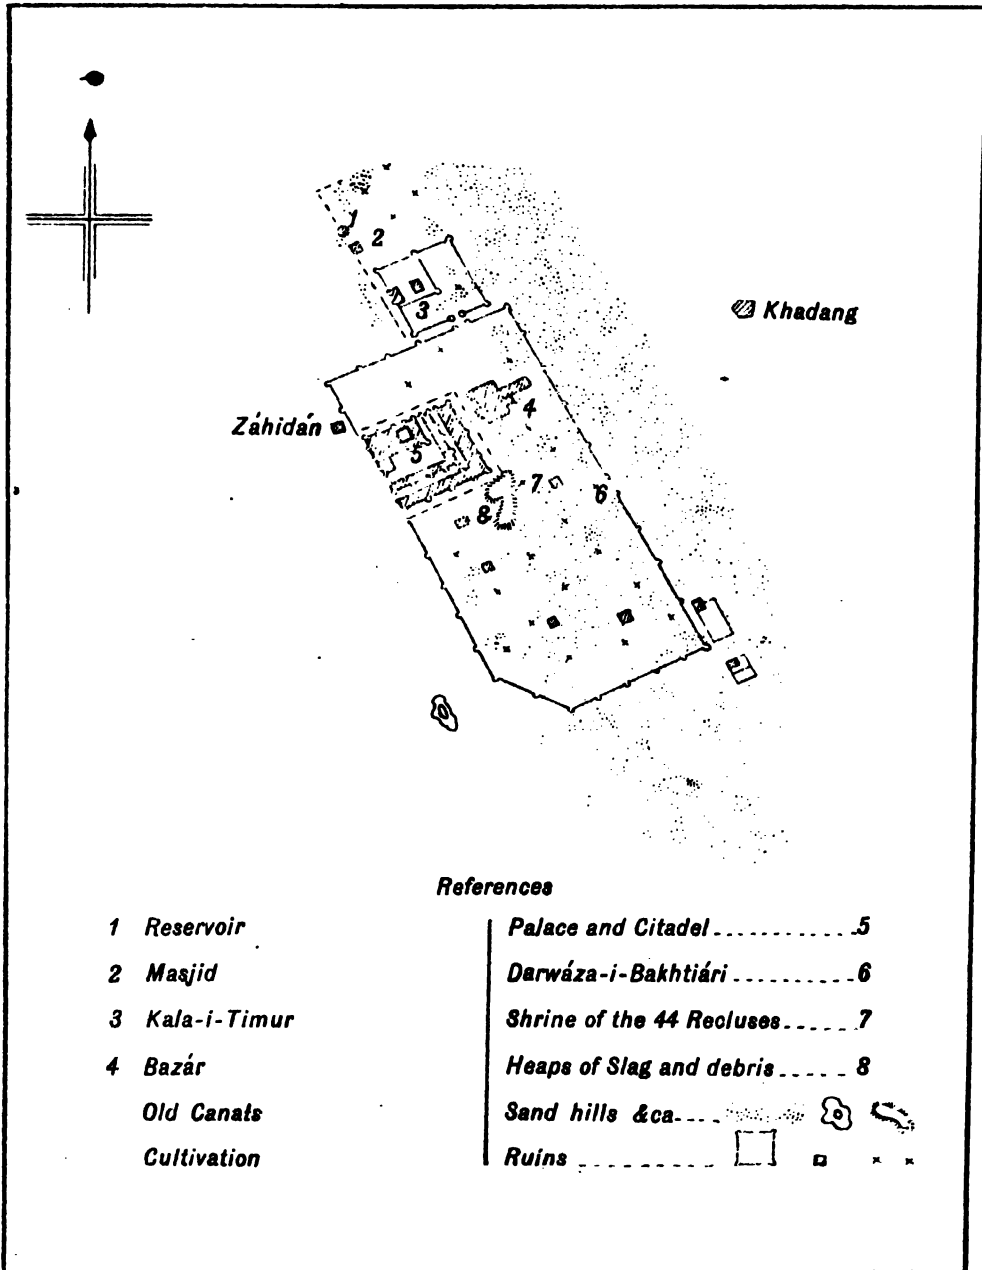 1
2
3
Khadang
4
Záhidán
5
7
6
8
References
1 Reservoir
2 Masjid
3 Kala-i-Timur
4 Bazár
Old Canals
Cultivation
Palace and Citadel 5
Darwáza-i-Bakhtiári 6
Shrine of the 44 Recluses 7
Heaps of Slag and debris 8
Sand hills &ca
Ruins